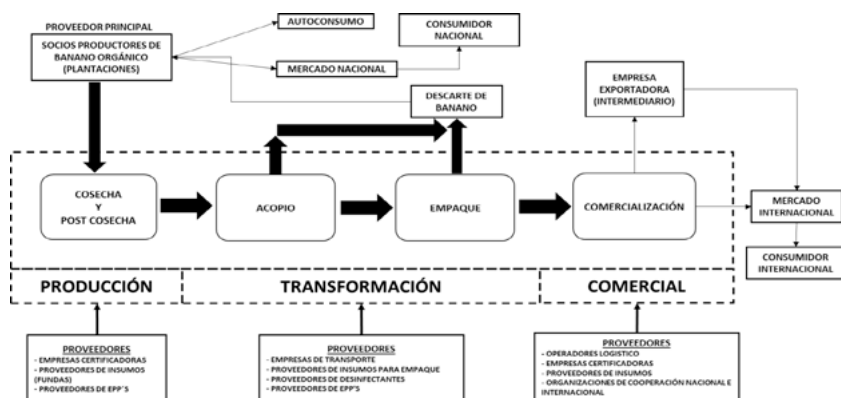 PROVEEDOR PRINCIPAL
SOCIOS PRODUCTORES DE
BANANO ORGÁNICO
(PLANTACIONES)
AUTOCONSUMO
MERCADO NACIONAL
CONSUMIDOR
NACIONAL
DESCARTE DE
BANANO
EMPRESA
EXPORTADORA
(INTERMEDIARIO)
COSECHA
Y
POST COSECHA
ACOPIO
EMPAQUE
COMERCIALIZACIÓN
MERCADO
INTERNACIONAL
CONSUMIDOR
INTERNACIONAL
PRODUCCIÓN
TRANSFORMACIÓN
COMERCIAL
PROVEEDORES
- EMPRESAS CERTIFICADORAS
- PROVEEDORES DE INSUMOS
(FUNDAS)
- PROVEEDORES DE EPP´S
PROVEEDORES
- EMPRESAS DE TRANSPORTE
- PROVEEDORES DE INSUMOS PARA EMPAQUE
- PROVEEDORES DE DESINFECTANTES
- PROVEEDORES DE EPP'S
PROVEEDORES
- OPERADORES LOGISTICO
- EMPRESAS CERTIFICADORAS
- PROVEEDORES DE INSUMOS
- ORGANIZACIONES DE COOPERACIÓN NACIONAL E
INTERNACIONAL